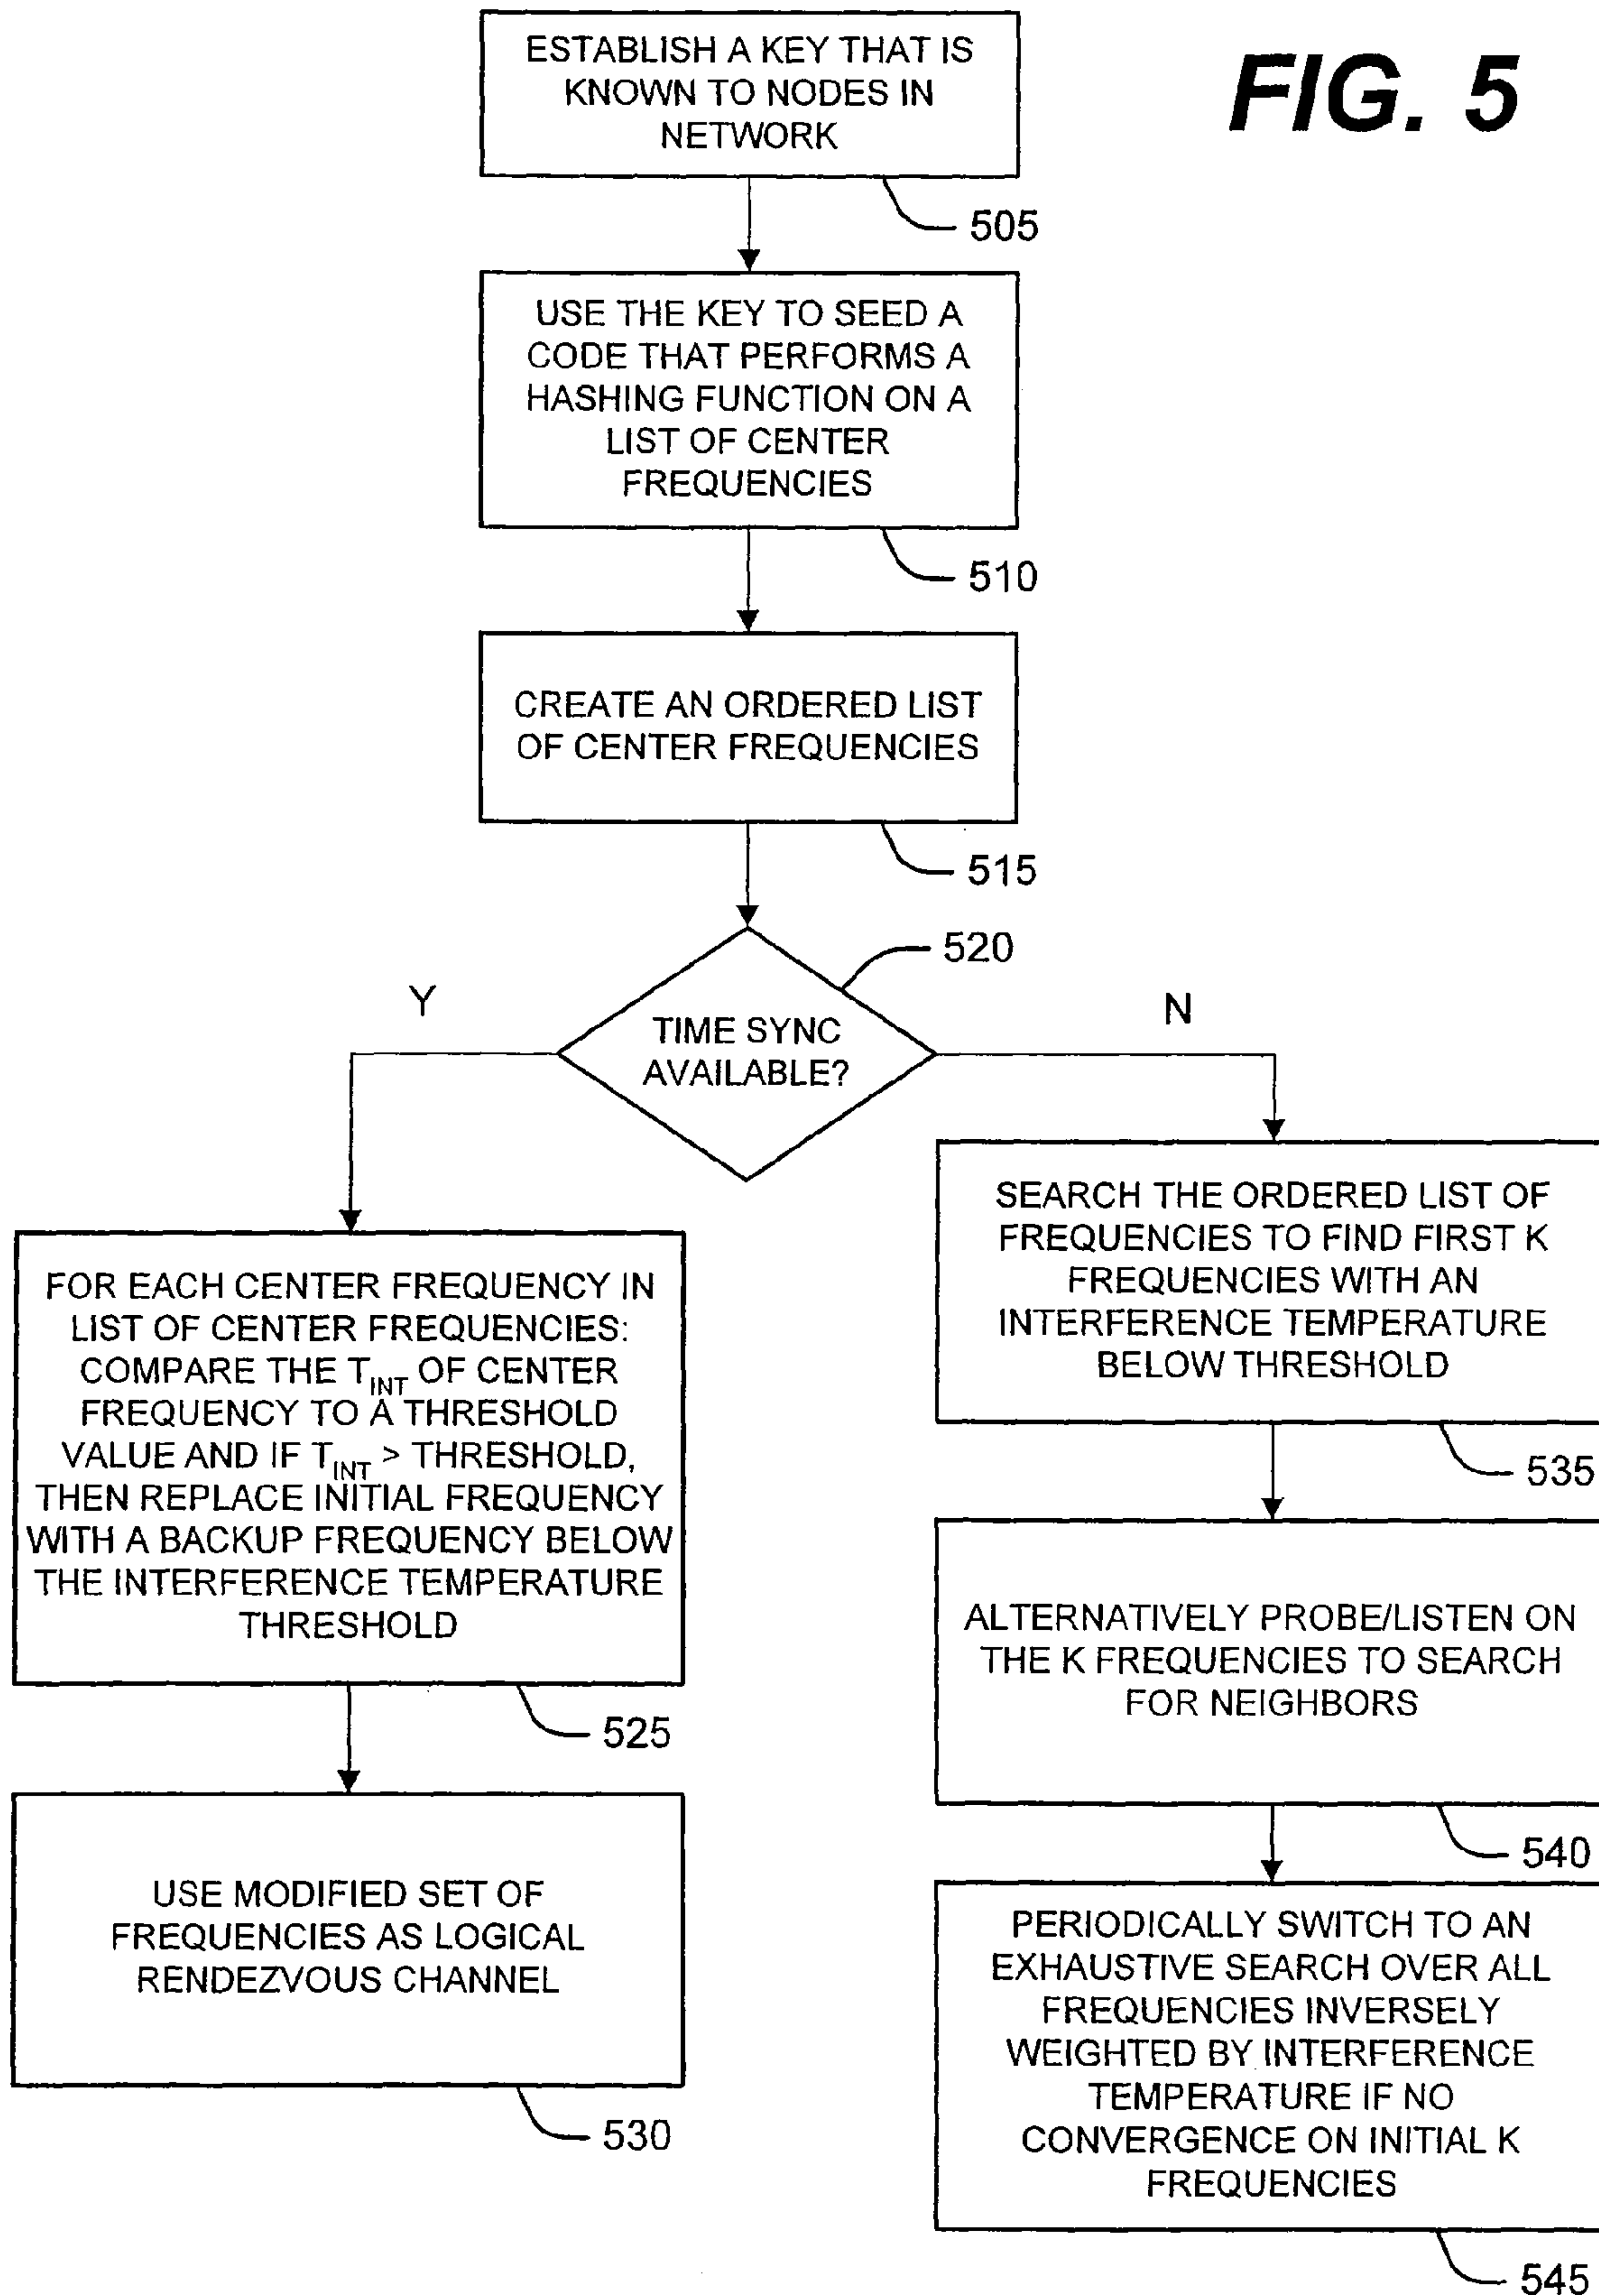 FIG. 5
ESTABLISH A KEY THAT IS
KNOWN TO NODES IN
NETWORK
505
USE THE KEY TO SEED A
CODE THAT PERFORMS A
HASHING FUNCTION ON A
LIST OF CENTER
FREQUENCIES
510
CREATE AN ORDERED LIST
OF CENTER FREQUENCIES
515
520
TIME SYNC
AVAILABLE?
Y
N
FOR EACH CENTER FREQUENCY IN
LIST OF CENTER FREQUENCIES:
COMPARE THE TINT OF CENTER
FREQUENCY TO A THRESHOLD
VALUE AND IF TINT > THRESHOLD,
THEN REPLACE INITIAL FREQUENCY
WITH A BACKUP FREQUENCY BELOW
THE INTERFERENCE TEMPERATURE
THRESHOLD
525
USE MODIFIED SET OF
FREQUENCIES AS LOGICAL
RENDEZVOUS CHANNEL
530
SEARCH THE ORDERED LIST OF
FREQUENCIES TO FIND FIRST K
FREQUENCIES WITH AN
INTERFERENCE TEMPERATURE
BELOW THRESHOLD
535
ALTERNATIVELY PROBE/LISTEN ON
THE K FREQUENCIES TO SEARCH
FOR NEIGHBORS
540
PERIODICALLY SWITCH TO AN
EXHAUSTIVE SEARCH OVER ALL
FREQUENCIES INVERSELY
WEIGHTED BY INTERFERENCE
TEMPERATURE IF NO
CONVERGENCE ON INITIAL K
FREQUENCIES
545